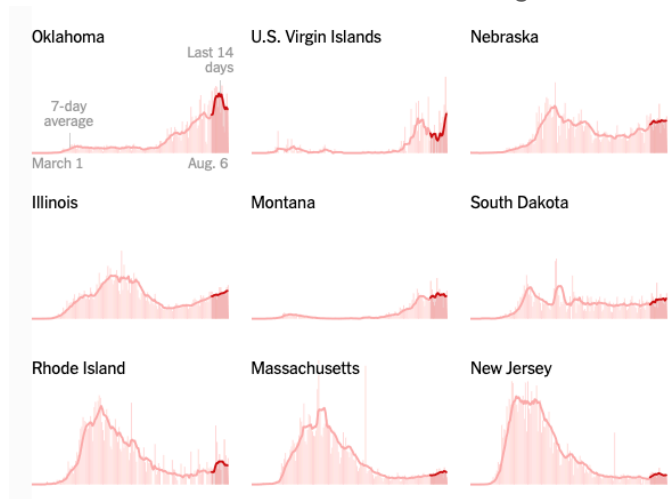 Oklahoma
Last 14
days
7-day
average
March 1
Aug. 6
U.S. Virgin Islands
Nebraska
Illinois
Montana
South Dakota
Rhode Island
Massachusetts
New Jersey